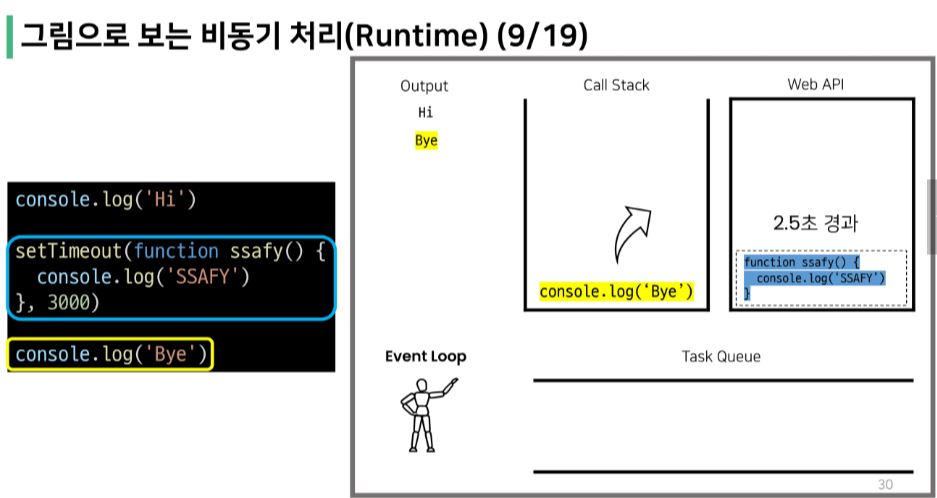 그림으로 보는 비동기 처리(Runtime) (9/19)
console.log('Hi')
setTimeout(function ssafy() {
  console.log('SSAFY')
}, 3000)
console.log('Bye')
Output
Hi
Bye
Call Stack
console.log(‘Bye’)
Web API
2.5초 경과
function ssafy() {
  console.log('SSAFY')
}
Event Loop
Task Queue
30